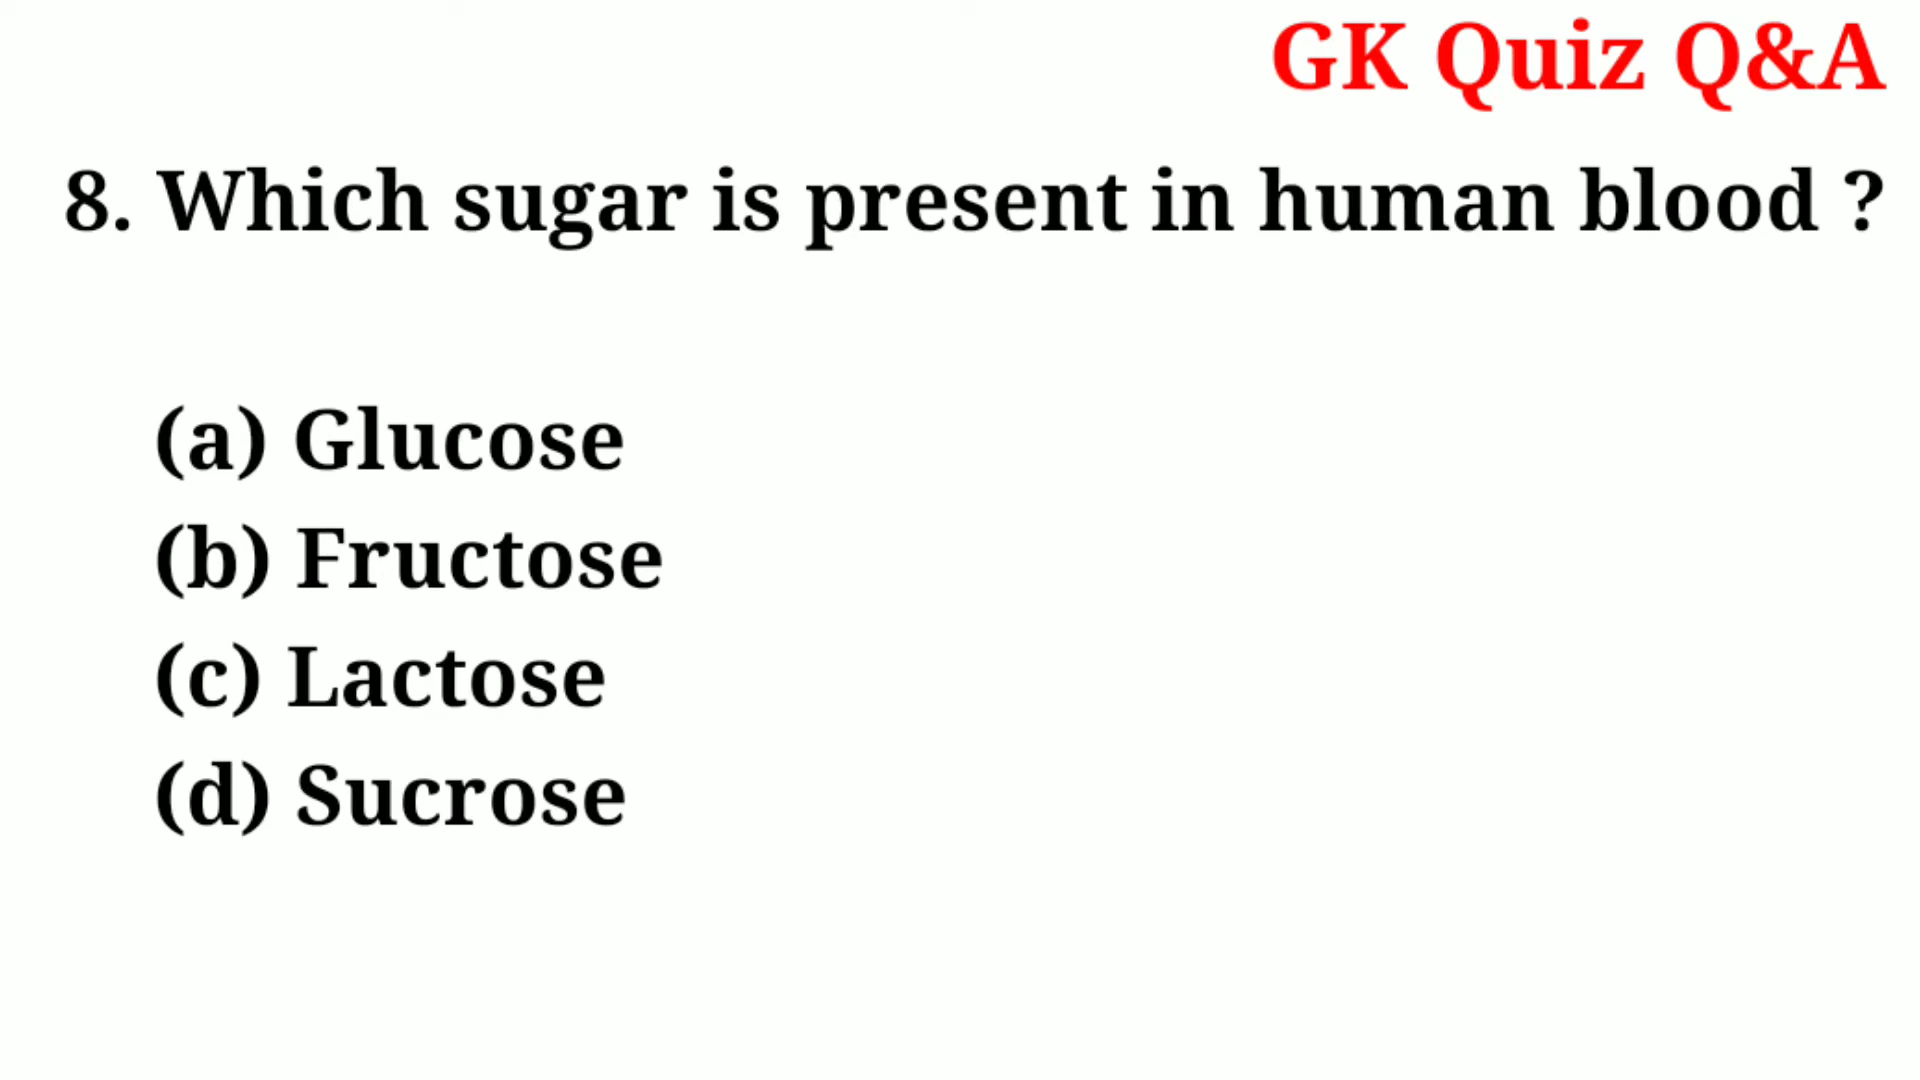 GK Quiz Q&A
8. Which sugar is present in human blood ?
(a) Glucose
(b) Fructose
(c) Lactose
(d) Sucrose